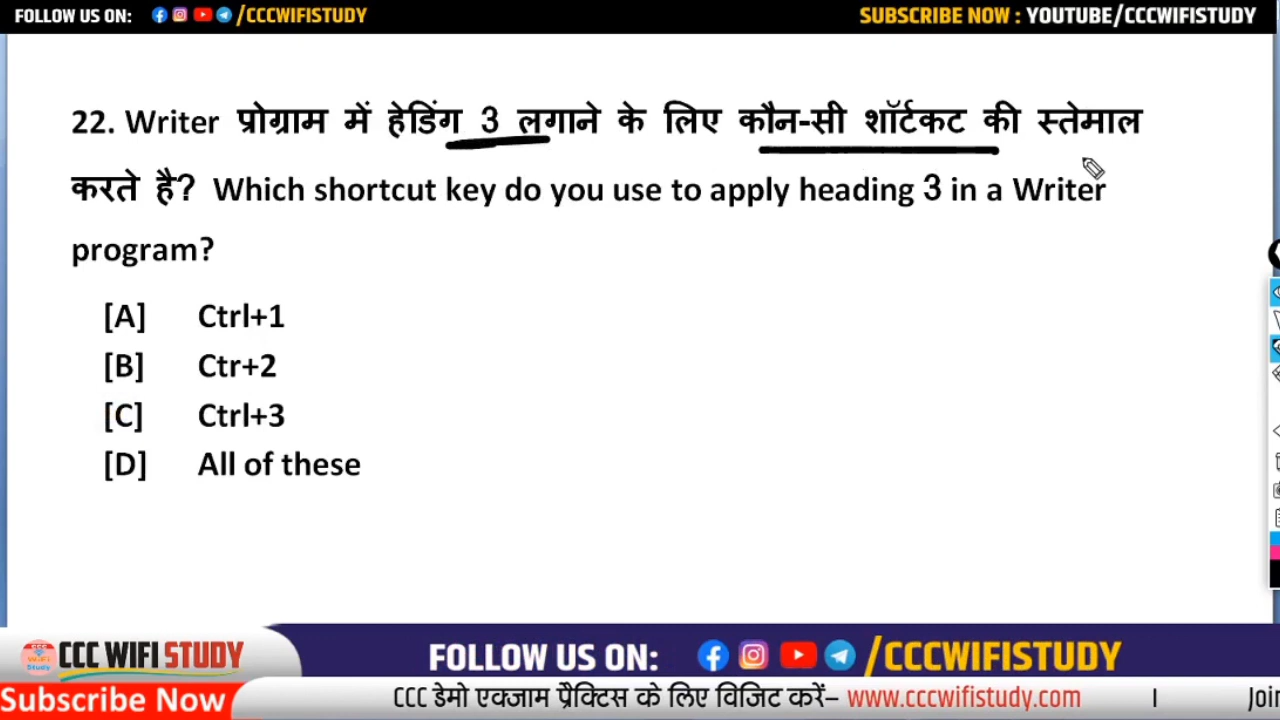 FOLLOW US ON: /CCCWIFISTUDY
SUBSCRIBE NOW : YOUTUBE/CCCWIFISTUDY
22. Writer प्रोग्राम में हेडिंग 3 लगाने के लिए कौन-सी शॉर्टकट की स्तेमाल
करते है? Which shortcut key do you use to apply heading 3 in a Writer
program?
[A] Ctrl+1
[B] Ctr+2
[C] Ctrl+3
[D] All of these
CCC WIFI STUDY
FOLLOW US ON: /CCCWIFISTUDY
Subscribe Now
CCC डेमो एक्जाम प्रैक्टिस के लिए विजिट करें– www.cccwifistudy.com I Joi